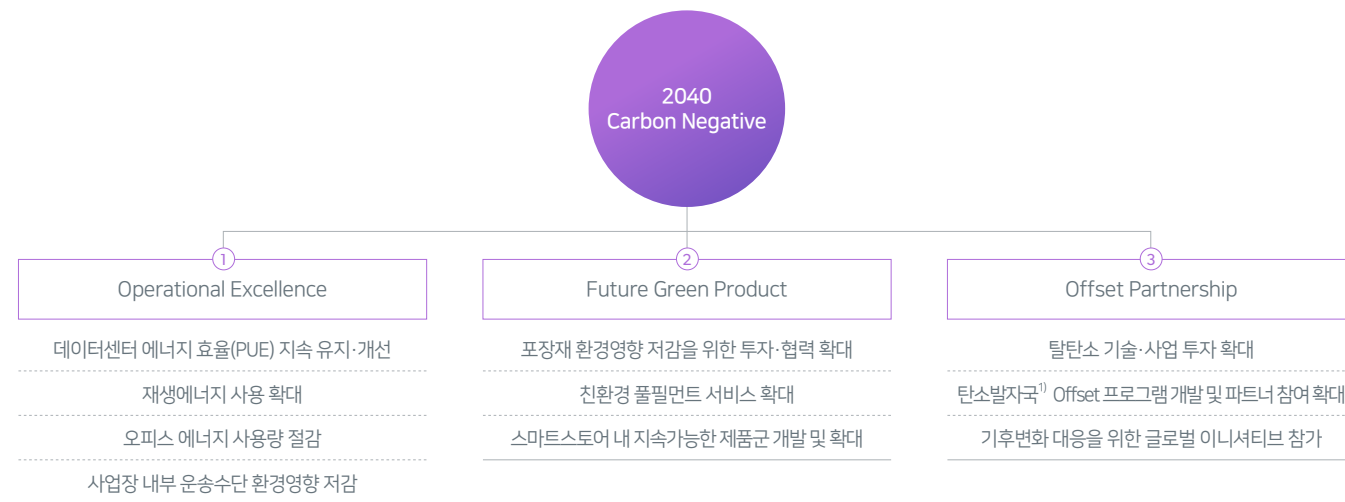 2040
Carbon Negative
1
Operational Excellence
데이터센터 에너지 효율(PUE) 지속 유지·개선
재생에너지 사용 확대
오피스 에너지 사용량 절감
사업장 내부 운송수단 환경영향 저감
2
Future Green Product
포장재 환경영향 저감을 위한 투자·협력 확대
친환경 풀필먼트 서비스 확대
스마트스토어 내 지속가능한 제품군 개발 및 확대
3
Offset Partnership
탈탄소 기술·사업 투자 확대
탄소발자국1) Offset 프로그램 개발 및 파트너 참여 확대
기후변화 대응을 위한 글로벌 이니셔티브 참가